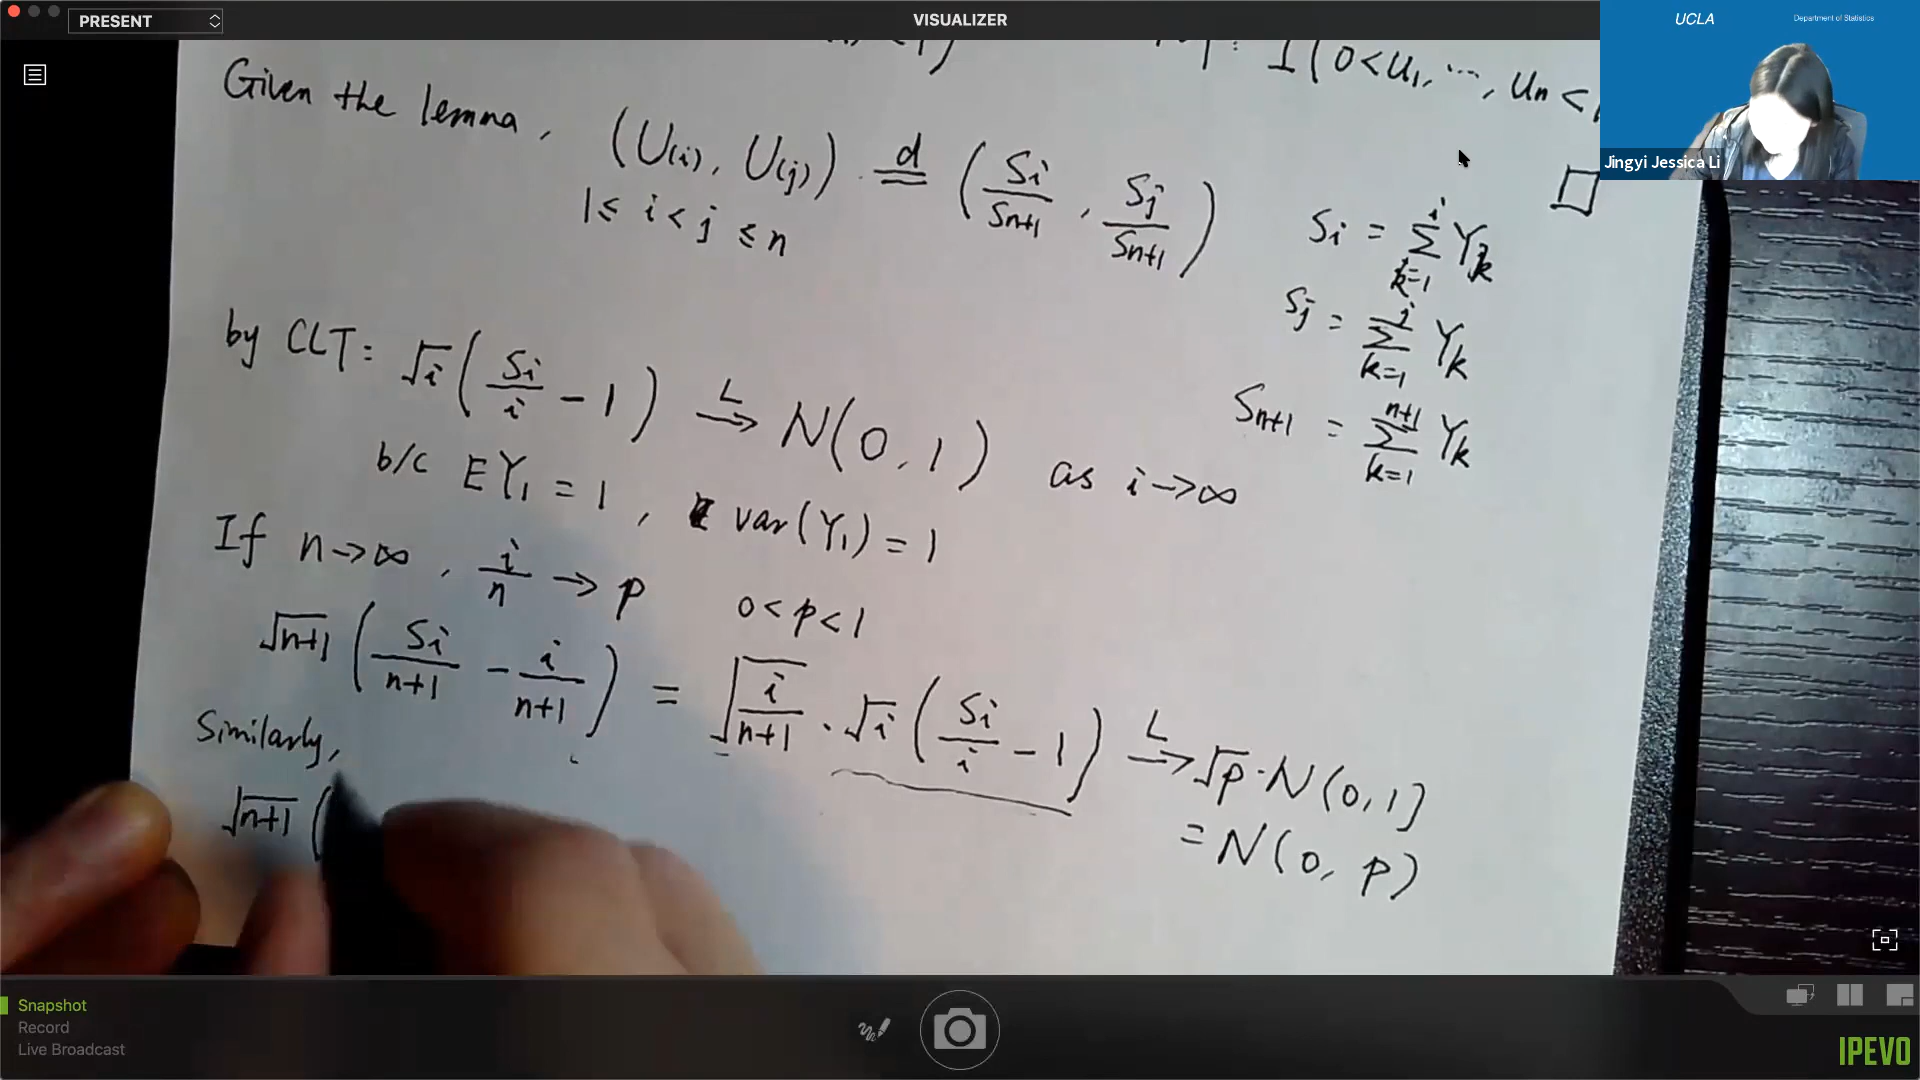 PRESENT
VISUALIZER
UCLA
Department of Statistics
Jingyi Jessica Li
I(0<U₁, ..., Un<
Given the lemma, (U(i), U(j)) =ᵈ (Si/Sn+1, Sj/Sn+1)
1≤ i < j ≤ n
Si = Σ_{k=1}^{i} Yk
Sj = Σ_{k=1}^{j} Yk
Sn+1 = Σ_{k=1}^{n+1} Yk
by CLT: √i (Si/i - 1) →ᴸ N(0, 1) as i→∞
b/c EY₁ = 1, var(Y₁) = 1
If n→∞, i/n → p 0<p<1
√(n+1) (Si/(n+1) - i/(n+1)) = √(i/(n+1)) · √i (Si/i - 1) →ᴸ √p · N(0, 1)
= N(0, p)
Similarly,
√(n+1) (
Snapshot
Record
Live Broadcast
IPEVO